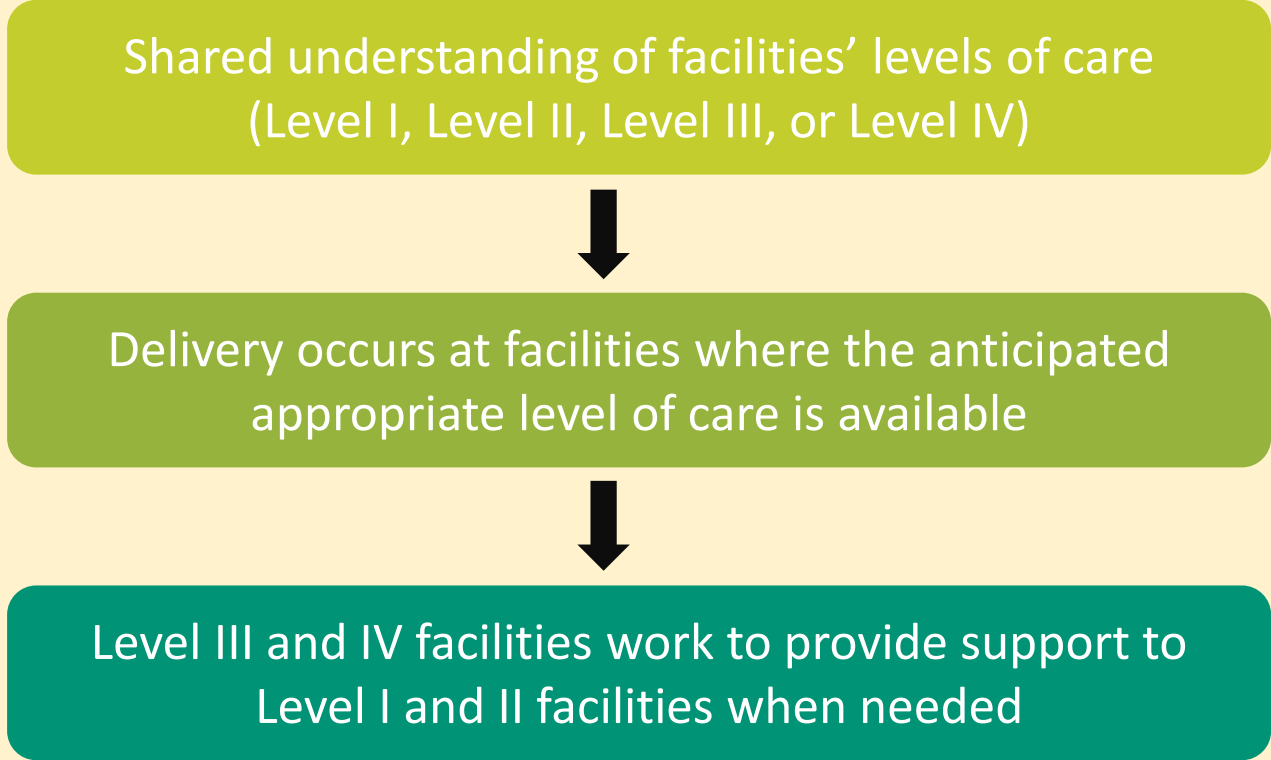 Shared understanding of facilities’ levels of care
(Level I, Level II, Level III, or Level IV)
Delivery occurs at facilities where the anticipated
appropriate level of care is available
Level III and IV facilities work to provide support to
Level I and II facilities when needed